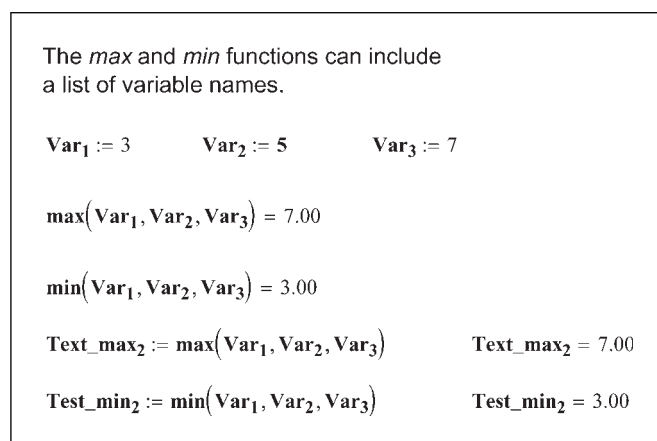 The max and min functions can include
a list of variable names.
Var₁ := 3 Var₂ := 5 Var₃ := 7
max(Var₁, Var₂, Var₃) = 7.00
min(Var₁, Var₂, Var₃) = 3.00
Text_max₂ := max(Var₁, Var₂, Var₃) Text_max₂ = 7.00
Test_min₂ := min(Var₁, Var₂, Var₃) Test_min₂ = 3.00